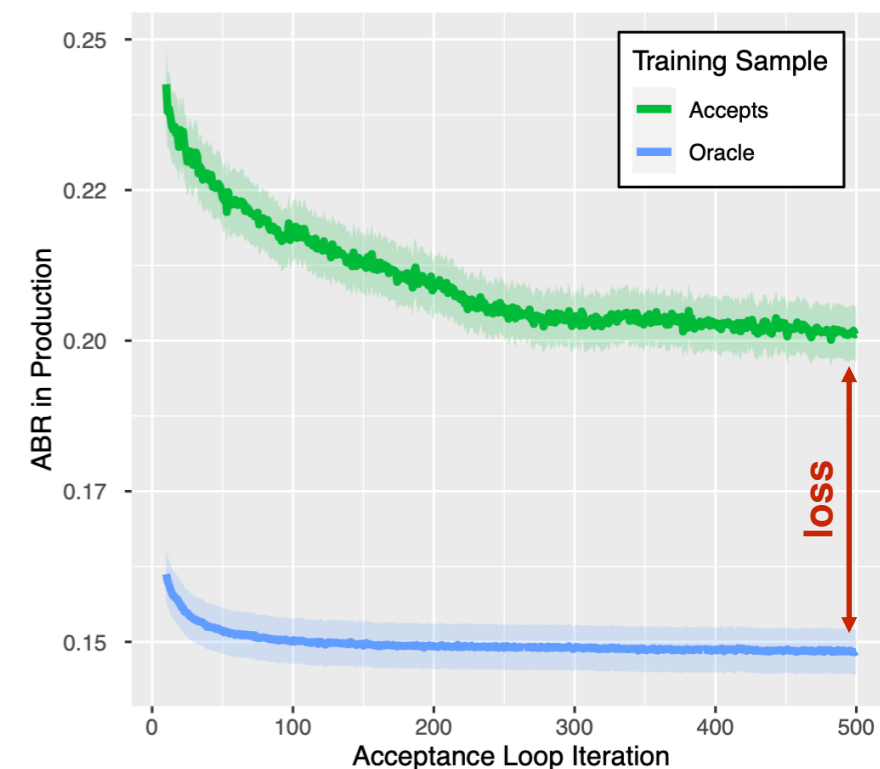 ABR in Production
0.25
0.22
0.20
0.17
0.15
Training Sample
Accepts
Oracle
loss
0
100
200
300
400
500
Acceptance Loop Iteration